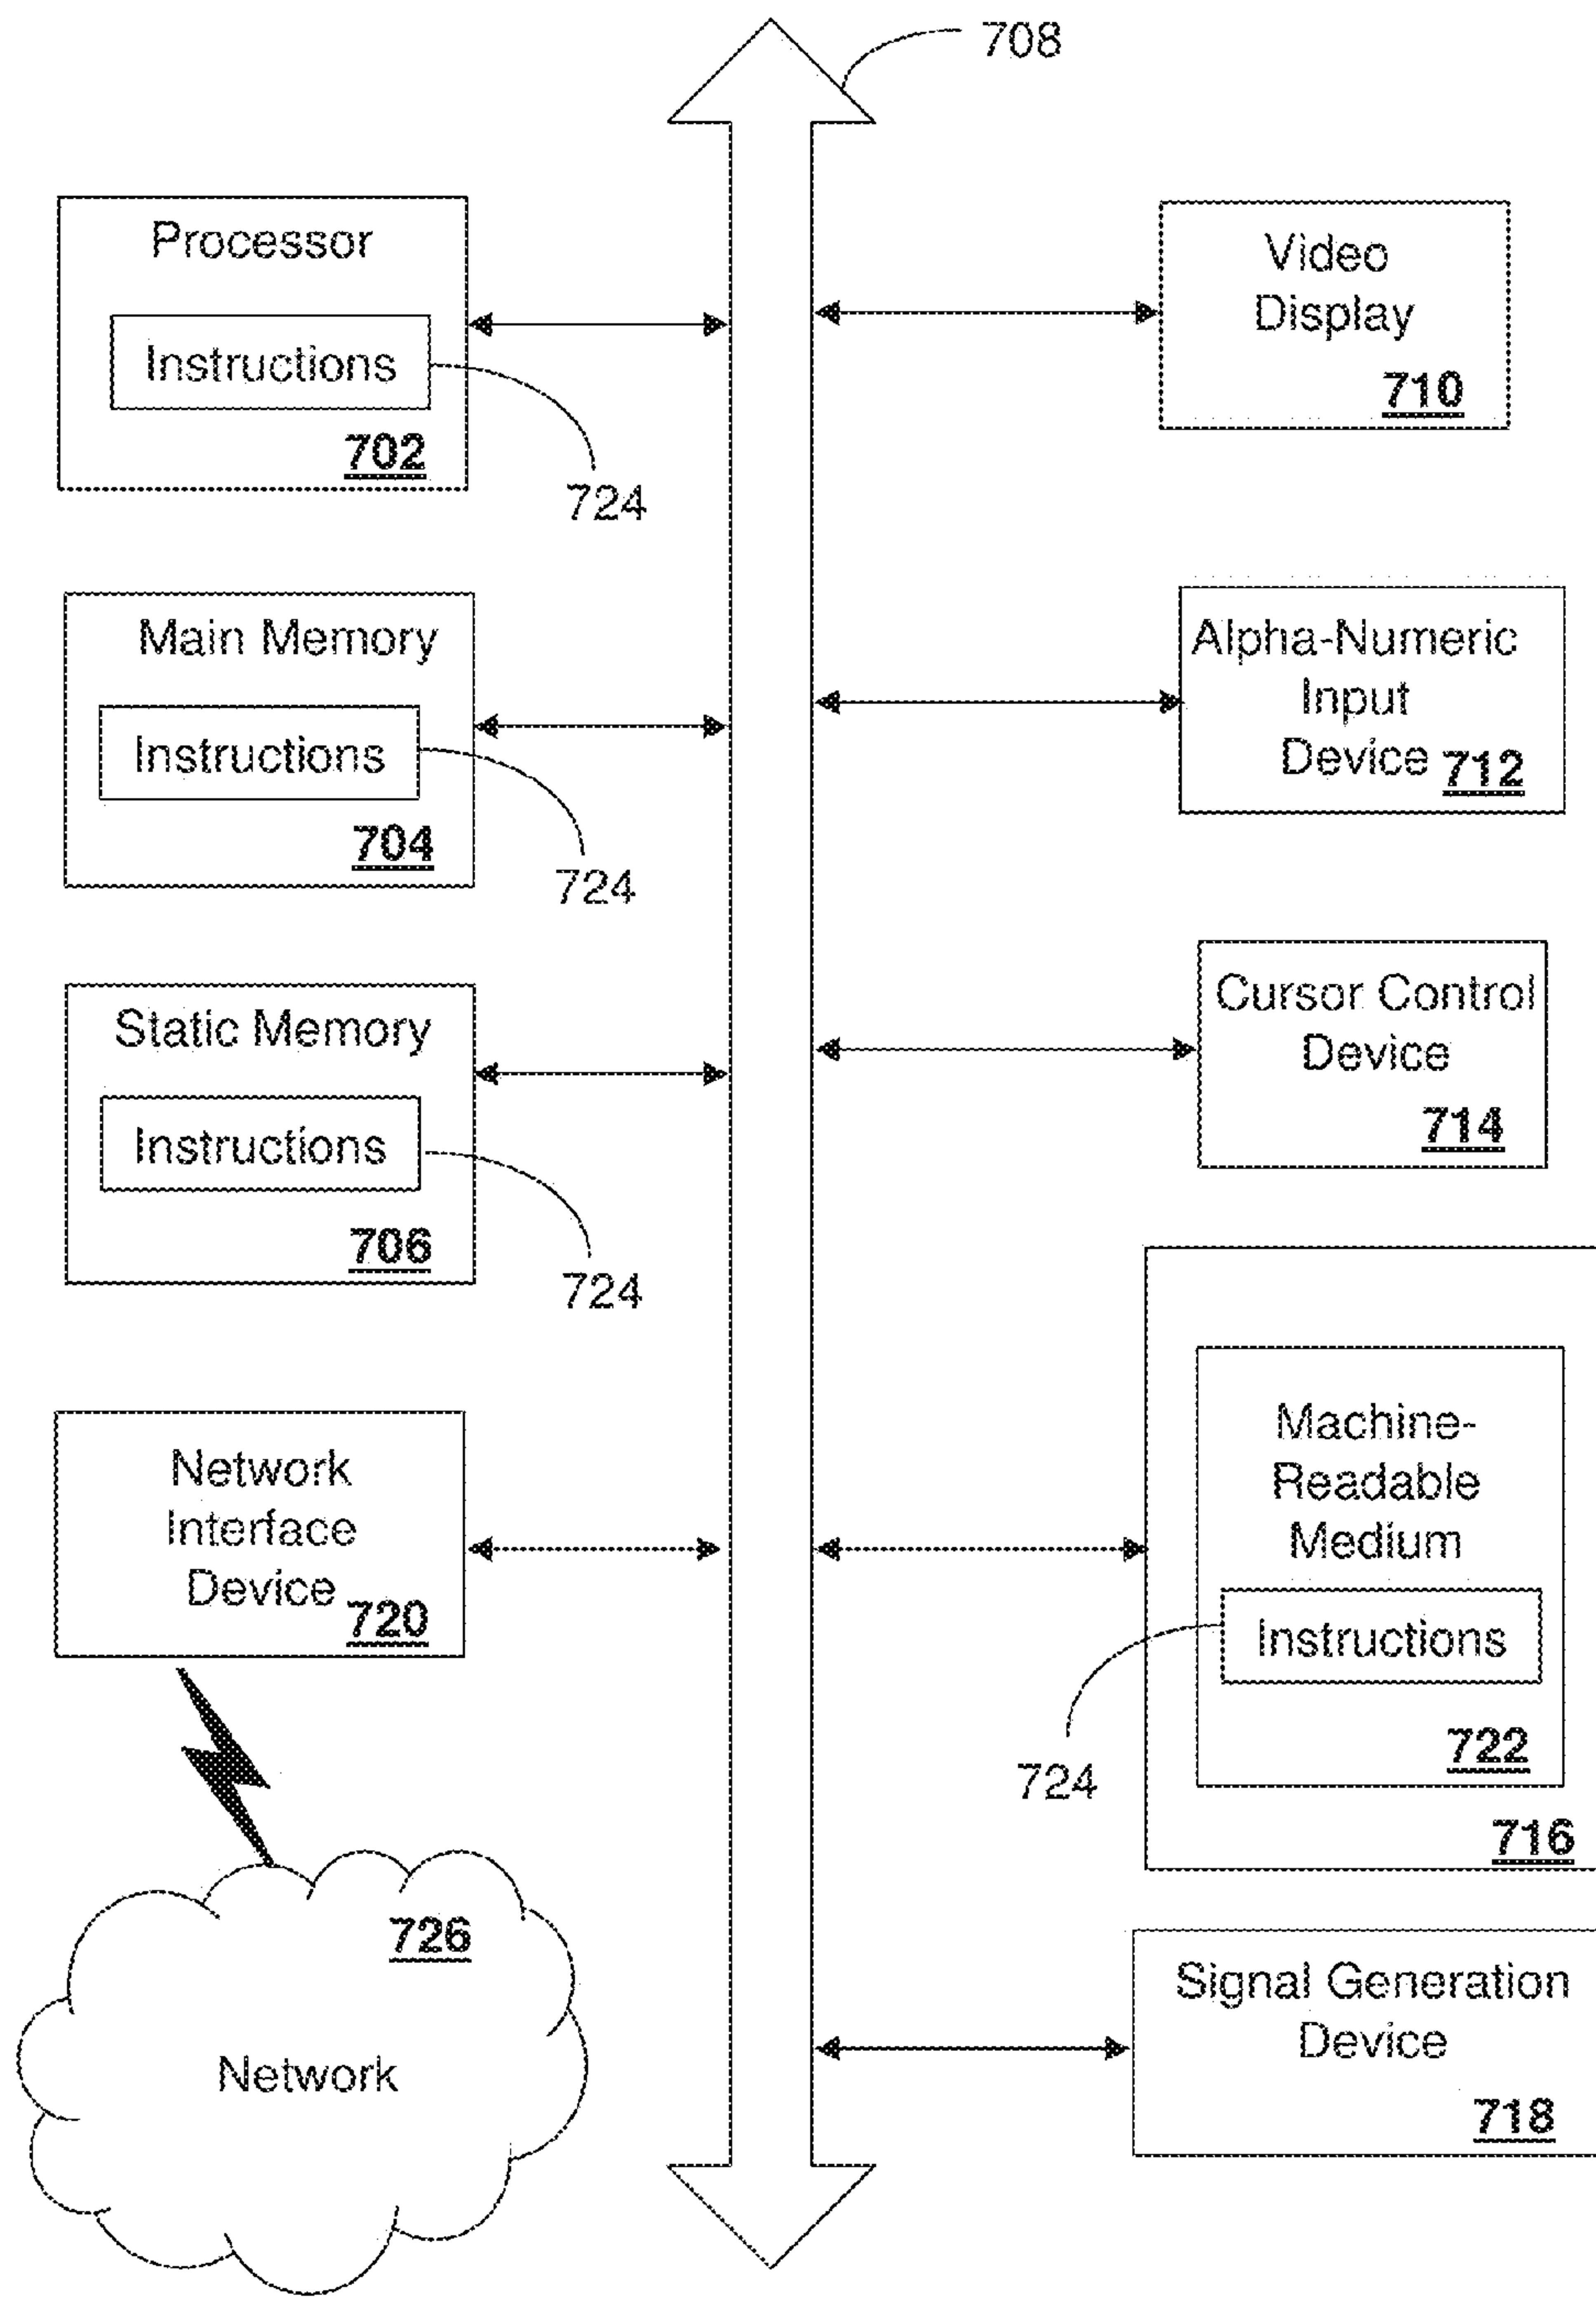 708
Processor
Instructions
702
724
Main Memory
Instructions
704
724
Static Memory
Instructions
706
724
Network
Interface
Device
720
726
Network
Video
Display
710
Alpha-Numeric
Input
Device 712
Cursor Control
Device
714
Machine-
Readable
Medium
Instructions
722
724
716
Signal Generation
Device
718